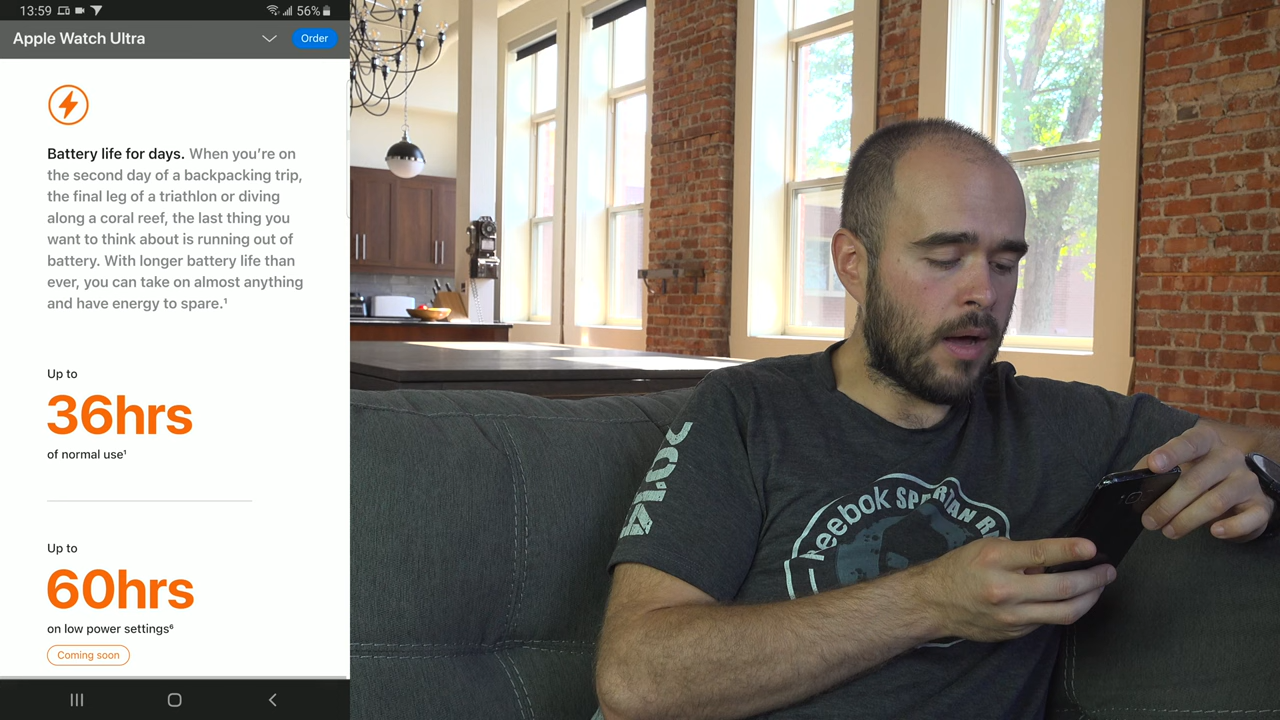 13:59
56%
Apple Watch Ultra
Order
Battery life for days. When you’re on
the second day of a backpacking trip,
the final leg of a triathlon or diving
along a coral reef, the last thing you
want to think about is running out of
battery. With longer battery life than
ever, you can take on almost anything
and have energy to spare.¹
Up to
36hrs
of normal use¹
Up to
60hrs
on low power settings⁶
Coming soon
Reebok SPARTAN R